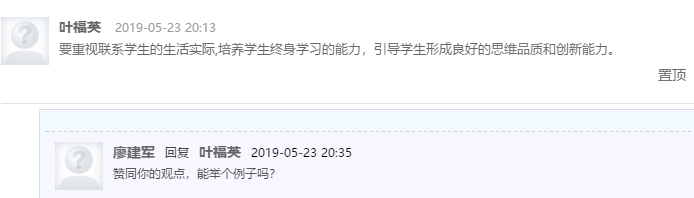 叶福英 2019-05-23 20:13
要重视联系学生的生活实际,培养学生终身学习的能力，引导学生形成良好的思维品质和创新能力。
置顶
廖建军 回复 叶福英 2019-05-23 20:35
赞同你的观点，能举个例子吗？